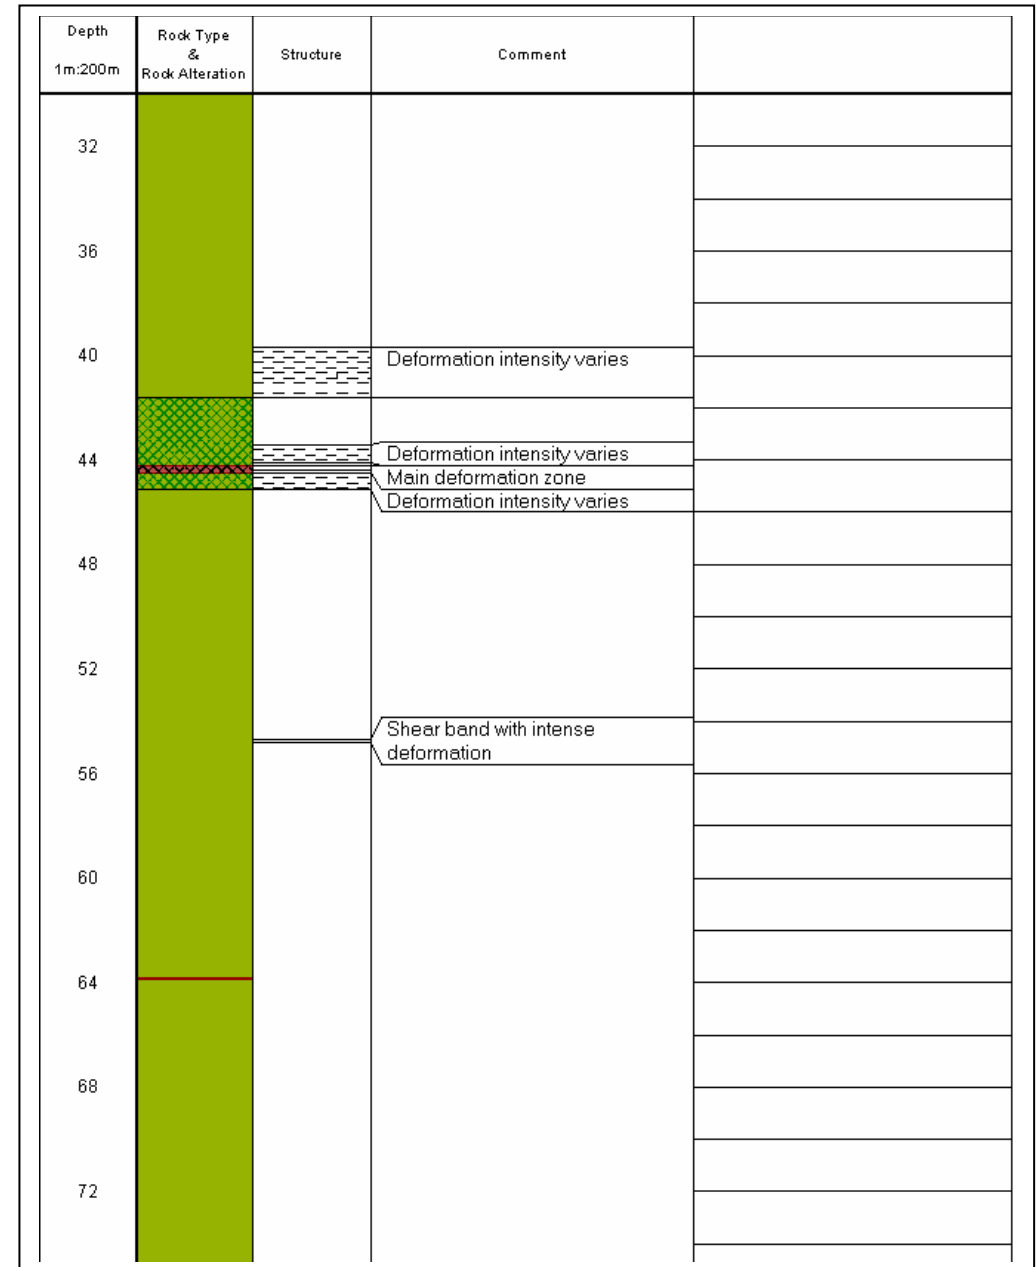 Depth
1m:200m
Rock Type
&
Rock Alteration
Structure
Comment
32
36
40
Deformation intensity varies
44
Deformation intensity varies
Main deformation zone
Deformation intensity varies
48
52
Shear band with intense
deformation
56
60
64
68
72